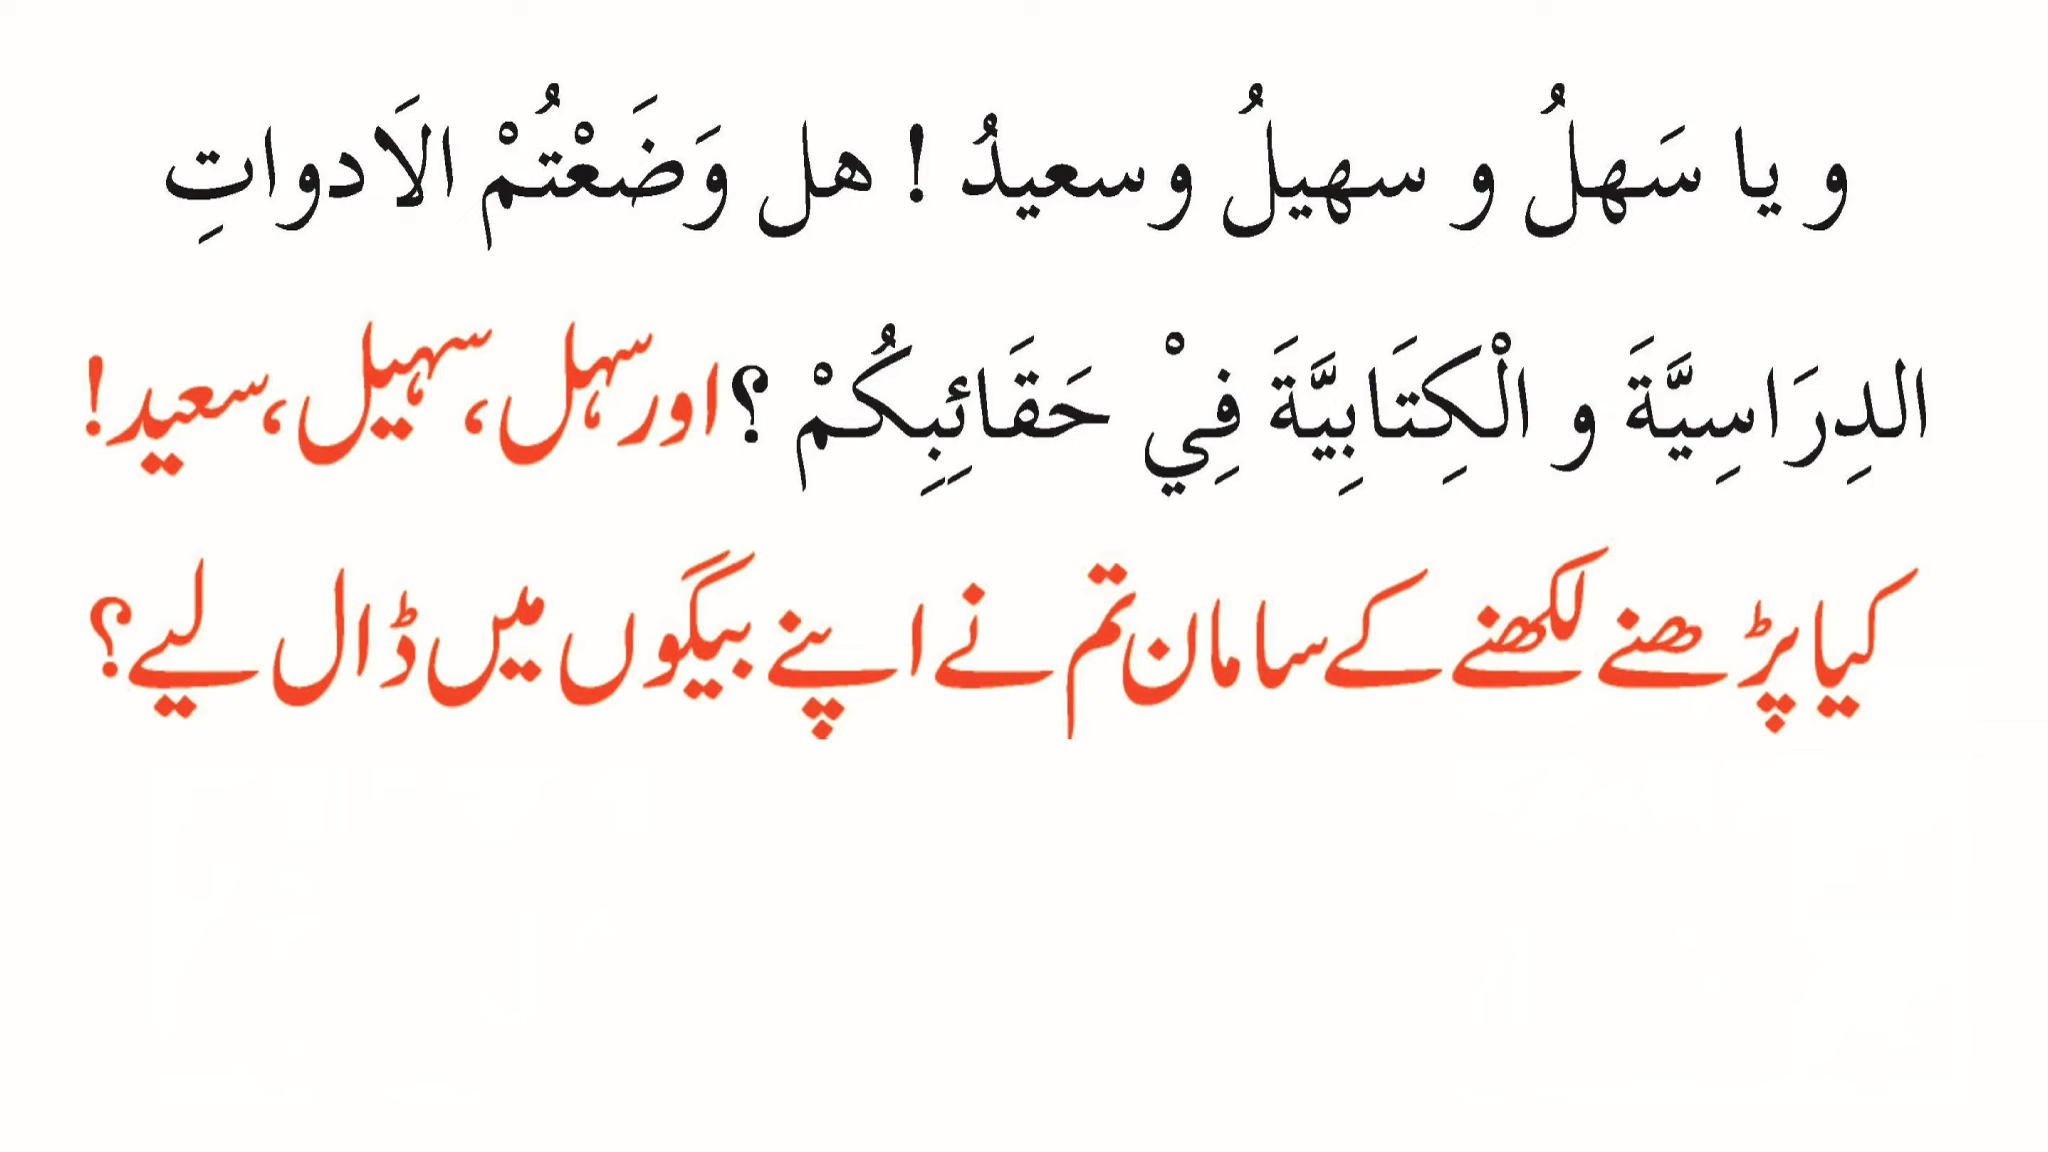 و يا سَهلُ و سهيلُ وسعيدُ ! هل وَضَعْتُمْ الاَدواتِ
الدِرَاسِيَّةَ و الْكِتَابِيَّةَ فِيْ حَقَائِبِكُمْ ؟ اور سہل، سہیل، سعید!
کیا پڑھنے لکھنے کے سامان تم نے اپنے بیگوں میں ڈال لیے؟